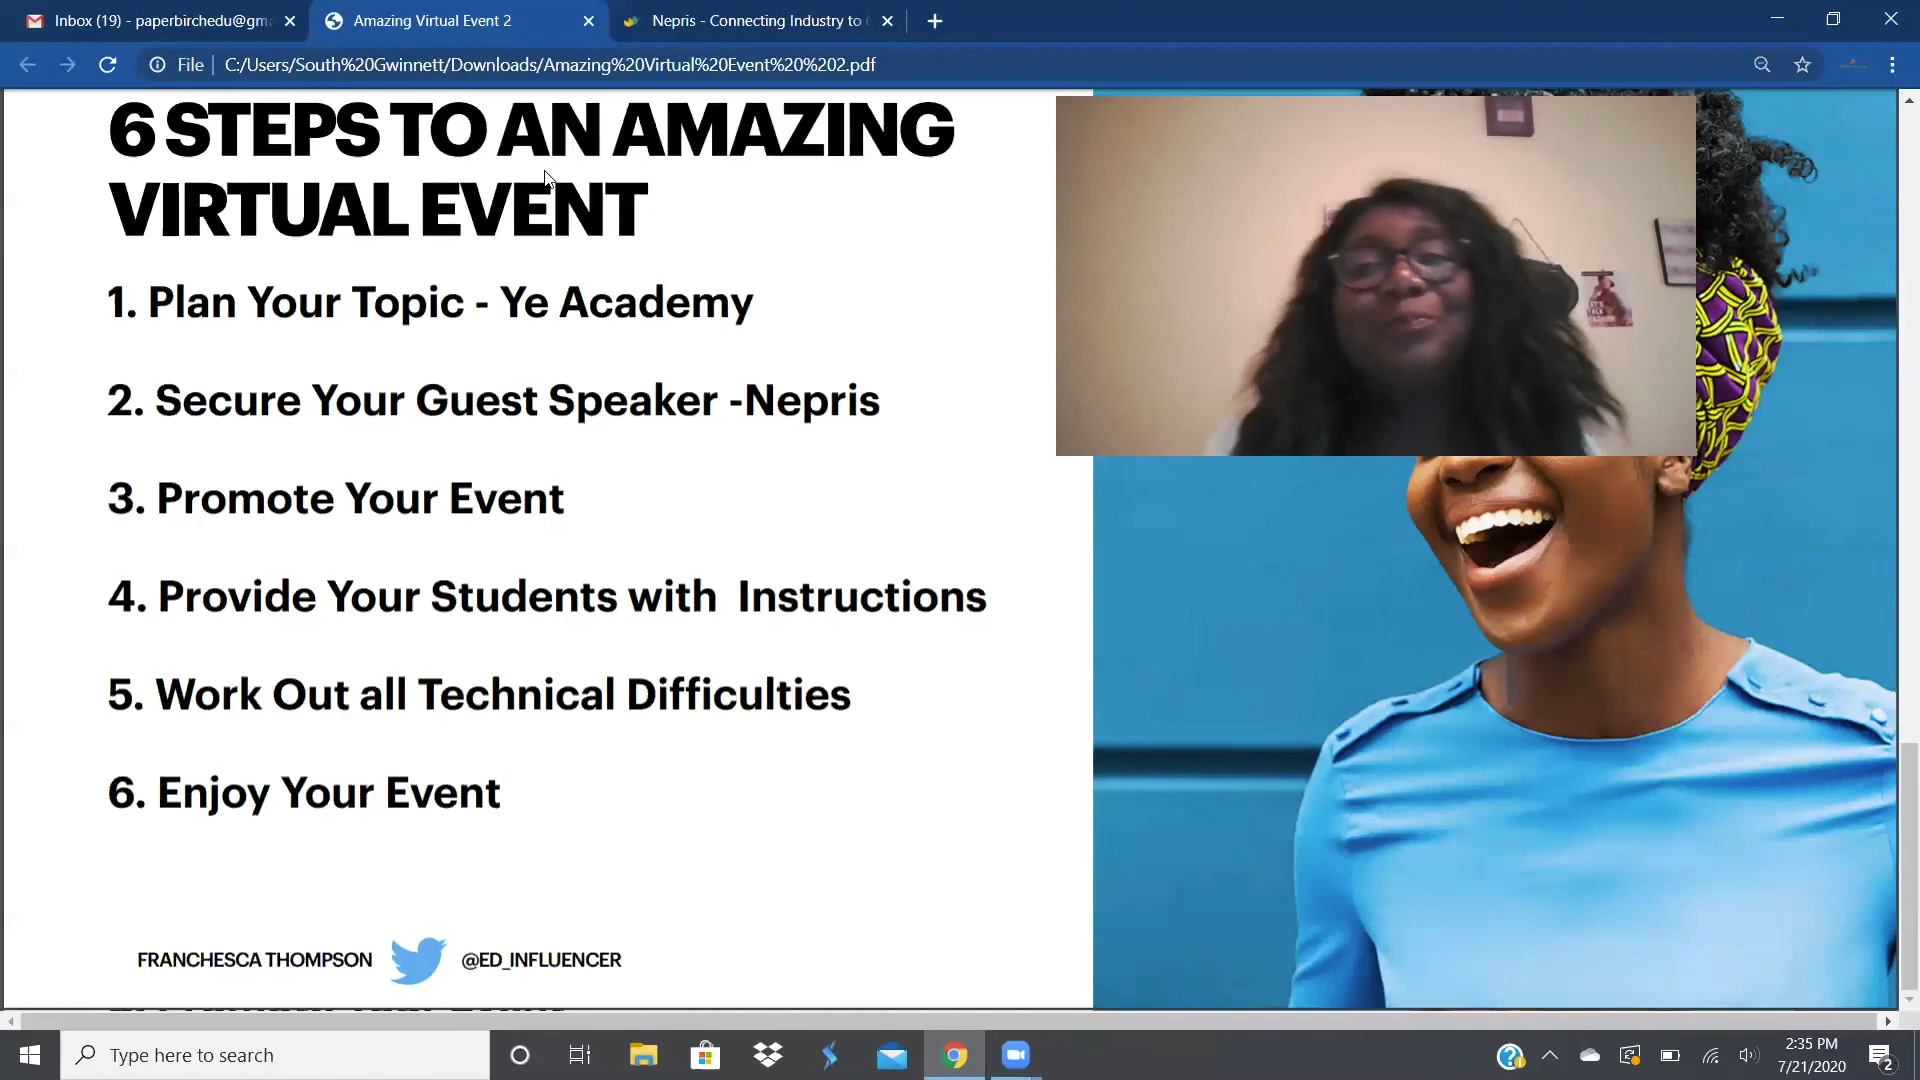 Inbox (19) - paperbirchedu@gm
Amazing Virtual Event 2
Nepris - Connecting Industry to
File
C:/Users/South%20Gwinnett/Downloads/Amazing%20Virtual%20Event%20%202.pdf
6 STEPS TO AN AMAZING
VIRTUAL EVENT
1. Plan Your Topic - Ye Academy
2. Secure Your Guest Speaker -Nepris
3. Promote Your Event
4. Provide Your Students with  Instructions
5. Work Out all Technical Difficulties
6. Enjoy Your Event
FRANCHESCA THOMPSON
@ED_INFLUENCER
Type here to search
2:35 PM
7/21/2020
2